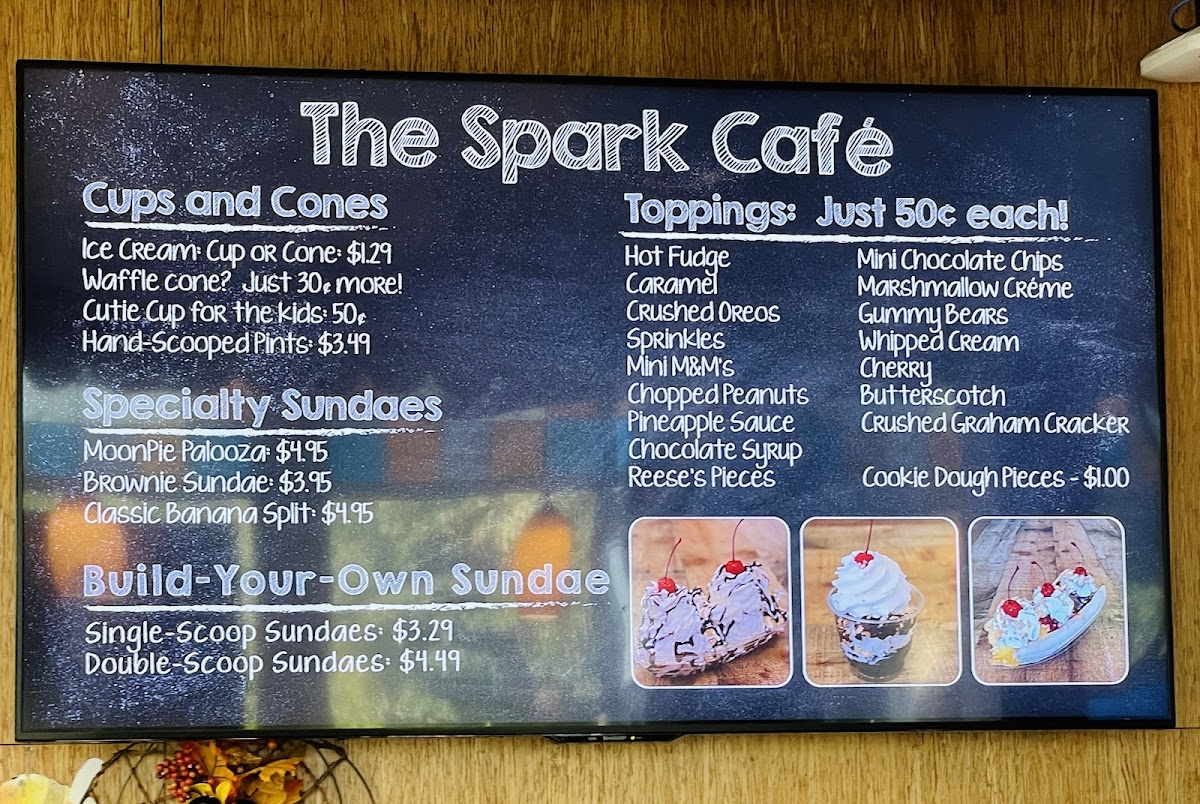 The Spark Café
Cups and Cones
Ice Cream: Cup or Cone: $1.29
Waffle cone? Just 30¢ more!
Cutie Cup for the kids: 50¢
Hand-Scooped Pints: $3.49
Specialty Sundaes
MoonPie Palooza: $4.95
Brownie Sundae: $3.95
Classic Banana Split: $4.95
Build-Your-Own Sundae
Single-Scoop Sundaes: $3.29
Double-Scoop Sundaes: $4.49
Toppings: Just 50¢ each!
Hot Fudge
Caramel
Crushed Oreos
Sprinkles
Mini M&M's
Chopped Peanuts
Pineapple Sauce
Chocolate Syrup
Reese's Pieces
Mini Chocolate Chips
Marshmallow Créme
Gummy Bears
Whipped Cream
Cherry
Butterscotch
Crushed Graham Cracker
Cookie Dough Pieces - $1.00